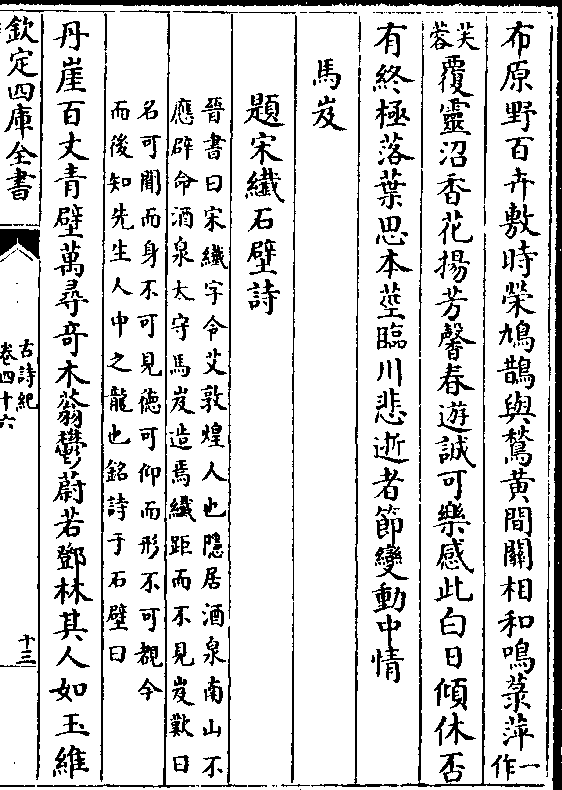 布原野百卉敷時榮鳩鵲與鶖黃間關相和鳴菉萍一作
芙蓉覆靈沼香花揚芳馨春遊誠可樂感此白日傾休否
有終極落葉思本莖臨川悲逝者節變動中情
馬岌
題宋纖石壁詩
晉書曰宋纖字令艾敦煌人也隱居酒泉南山不
應辟命酒泉太守馬岌造焉纖距而不見岌歎曰
名可聞而身不可見德可仰而形不可覩今
而後知先生人中之龍也銘詩于石壁曰
丹崖百丈青壁萬尋奇木蓊鬱蔚若鄧林其人如玉維
欽定四庫全書
古詩紀
卷四十六
十三